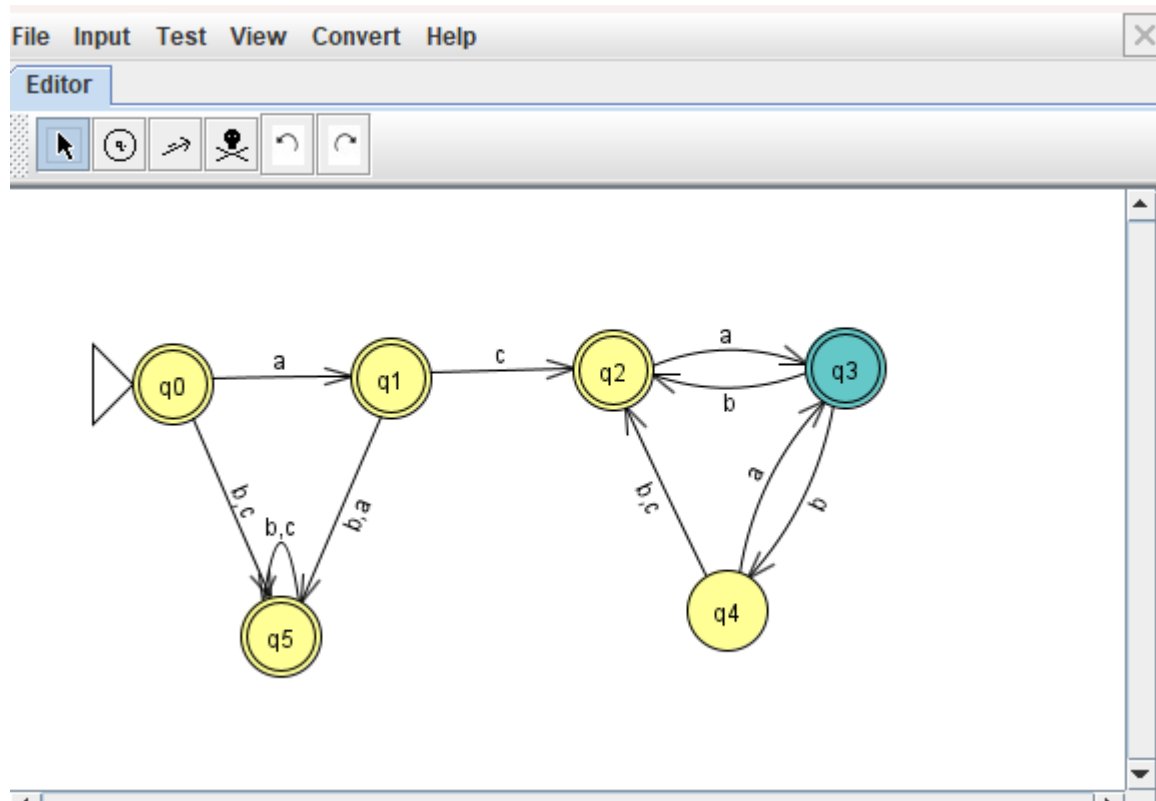 File Input Test View Convert Help
Editor
q
a
c
a
q0
q1
q2
q3
b
b,c
b,c
b,a
b,c
a
b
q5
q4